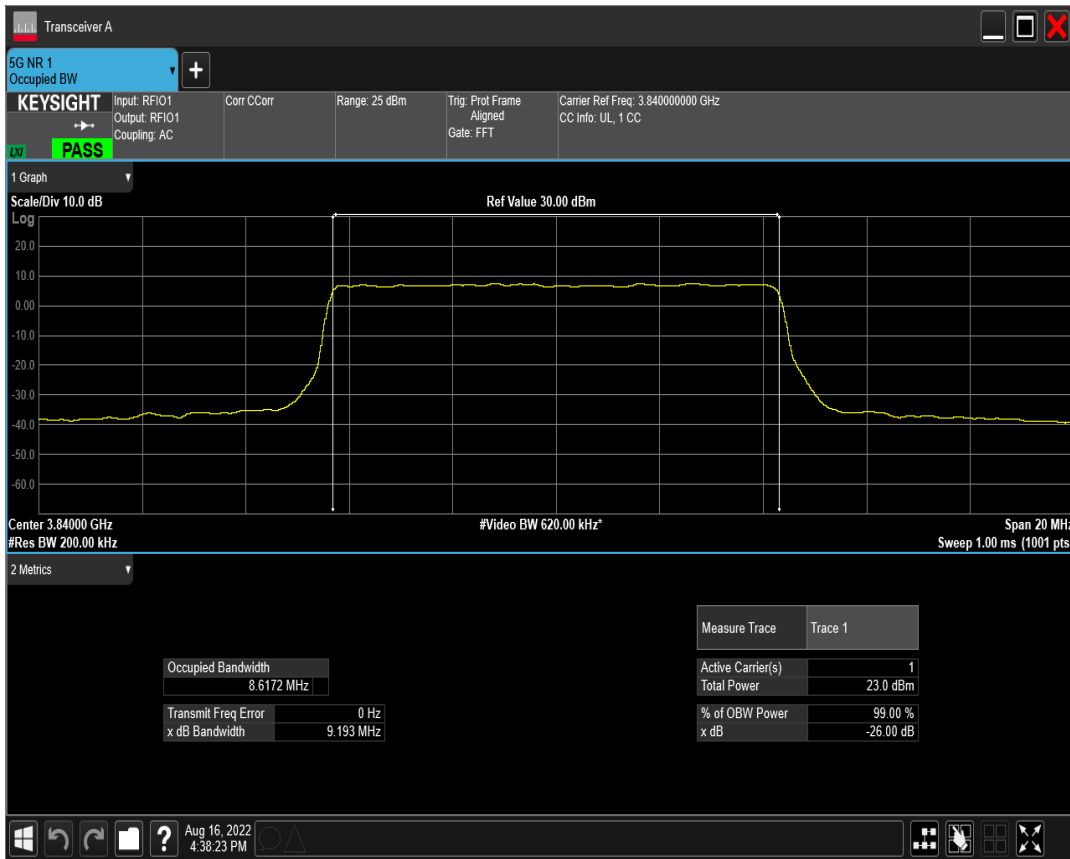 Transceiver A
5G NR 1
Occupied BW
+
KEYSIGHT
LXI
PASS
Input: RFIO1
Output: RFIO1
Coupling: AC
Corr CCorr
Range: 25 dBm
Trig: Prot Frame
Aligned
Gate: FFT
Carrier Ref Freq: 3.840000000 GHz
CC Info: UL, 1 CC
1 Graph
Scale/Div 10.0 dB
Ref Value 30.00 dBm
Log
20.0
10.0
0.00
-10.0
-20.0
-30.0
-40.0
-50.0
-60.0
Center 3.84000 GHz
#Video BW 620.00 kHz*
Span 20 MHz
#Res BW 200.00 kHz
Sweep 1.00 ms (1001 pts
2 Metrics
Measure Trace Trace 1
Occupied Bandwidth
8.6172 MHz
Active Carrier(s) 1
Total Power 23.0 dBm
Transmit Freq Error 0 Hz
x dB Bandwidth 9.193 MHz
% of OBW Power 99.00 %
x dB -26.00 dB
?
Aug 16, 2022
4:38:23 PM